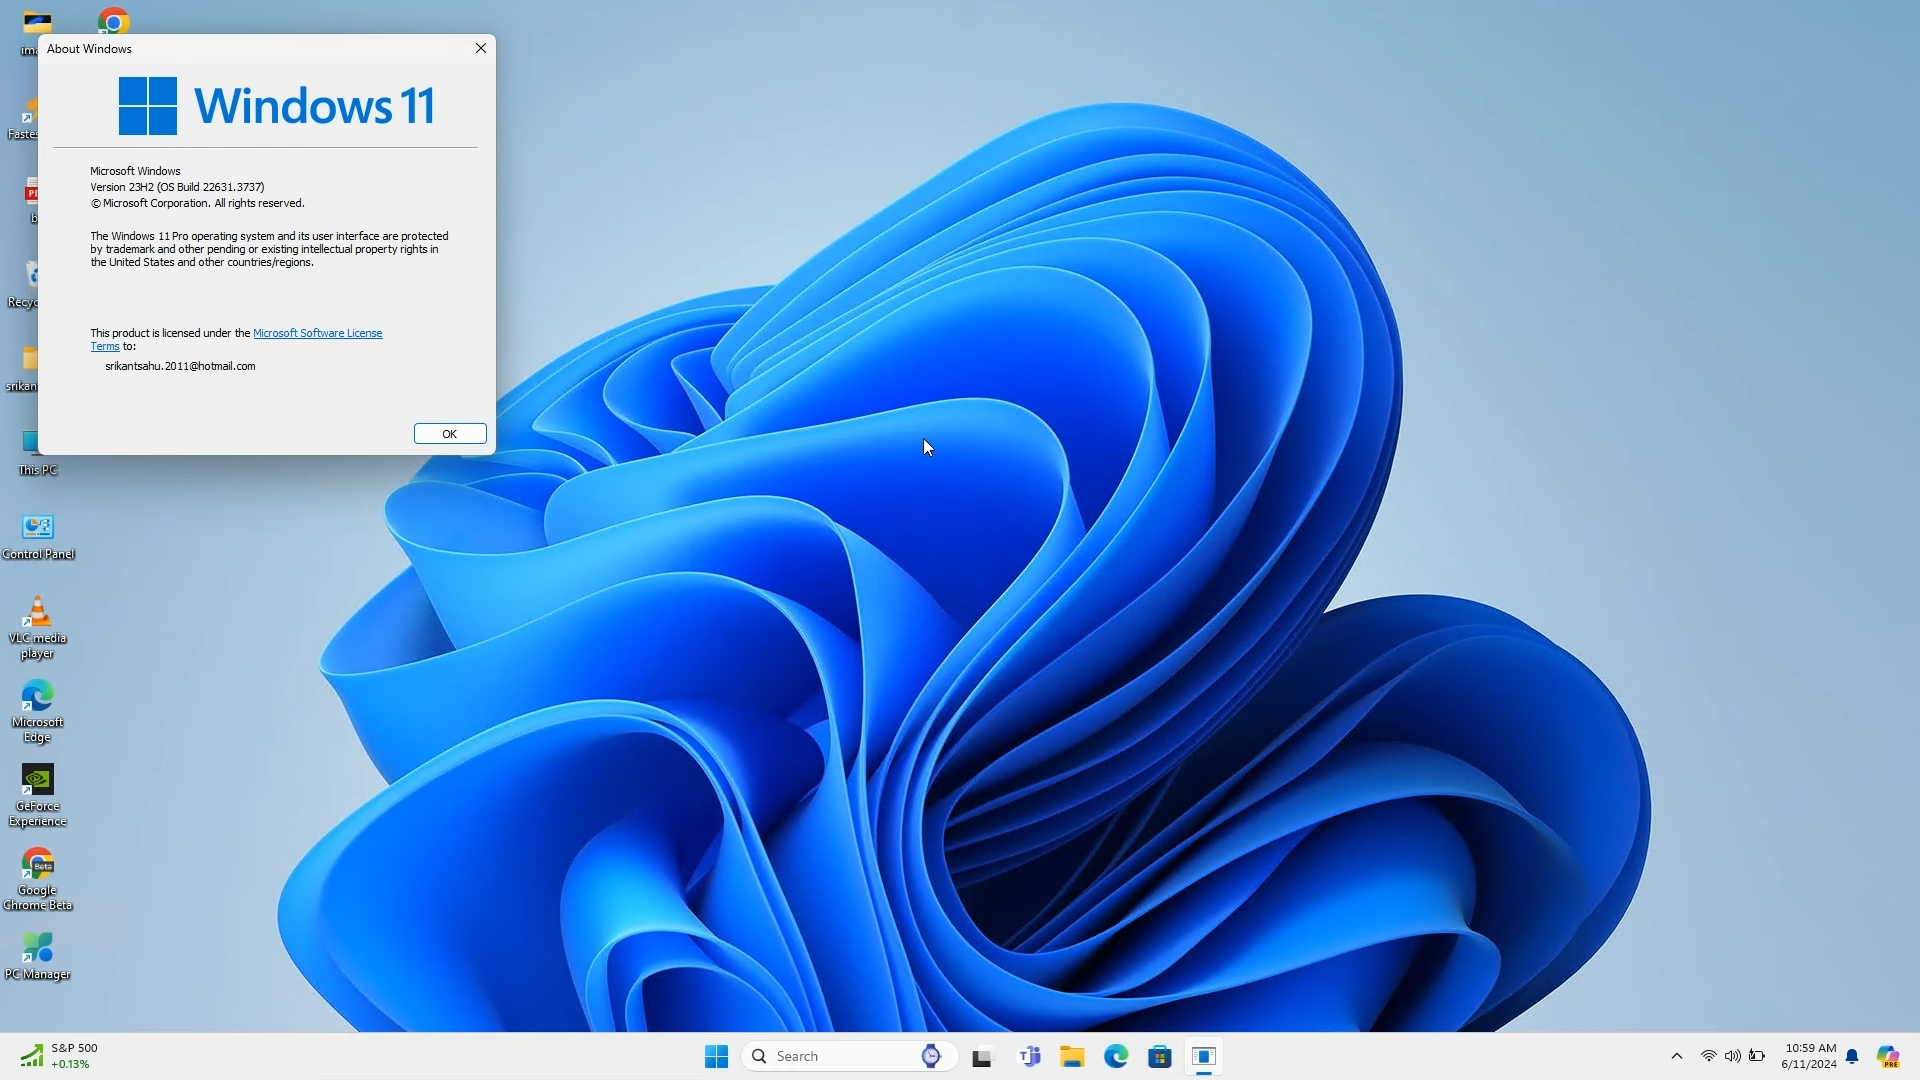 About Windows
Windows 11
Microsoft Windows
Version 23H2 (OS Build 22631.3737)
© Microsoft Corporation. All rights reserved.
The Windows 11 Pro operating system and its user interface are protected
by trademark and other pending or existing intellectual property rights in
the United States and other countries/regions.
This product is licensed under the Microsoft Software License
Terms to:
srikantsahu.2011@hotmail.com
OK
This PC
Control Panel
VLC media
player
Microsoft
Edge
GeForce
Experience
Beta
Google
Chrome Beta
PC Manager
S&P 500
+0.13%
Search
10:59 AM
6/11/2024
PRE